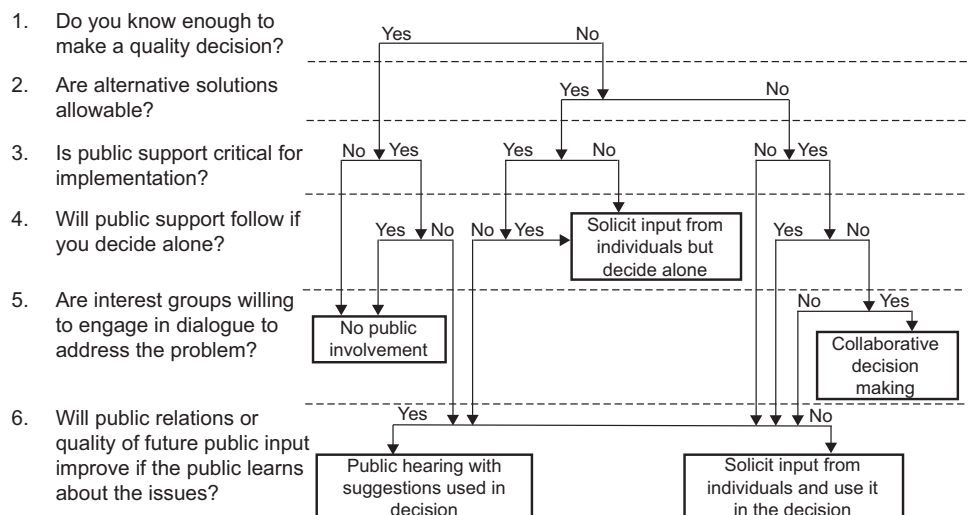 1. Do you know enough to
make a quality decision?
Yes No
2. Are alternative solutions
allowable?
Yes No
3. Is public support critical for
implementation?
No Yes Yes No No Yes
4. Will public support follow if
you decide alone?
Yes No No Yes Yes No
Solicit input from
individuals but
decide alone
5. Are interest groups willing
to engage in dialogue to
address the problem?
No Yes
No public
involvement
Collaborative
decision
making
6. Will public relations or
quality of future public input
improve if the public learns
about the issues?
Yes No
Public hearing with
suggestions used in
decision
Solicit input from
individuals and use it
in the decision